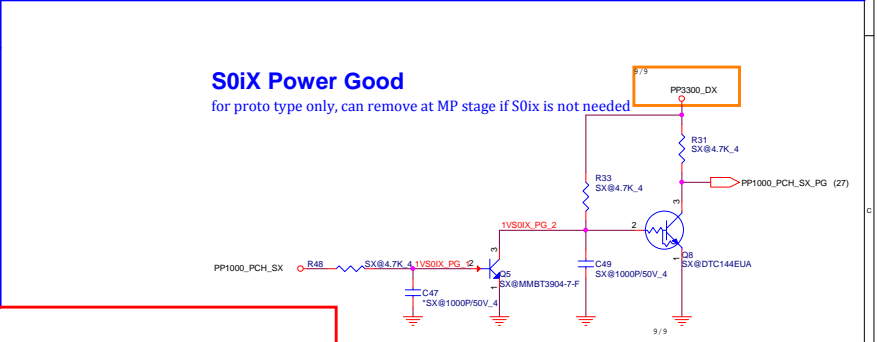 S0iX Power Good
for proto type only, can remove at MP stage if S0ix is not needed
9/9
PP3300_DX
R31
SX@4.7K_4
PP1000_PCH_SX_PG (27)
R33
SX@4.7K_4
3
2
1
Q8
SX@DTC144EUA
1VS0IX_PG_2
C49
SX@1000P/50V_4
PP1000_PCH_SX
R48
SX@4.7K_4
1VS0IX_PG_1
2
3
1
Q5
SX@MMBT3904-7-F
C47
*SX@1000P/50V_4
9/9
C